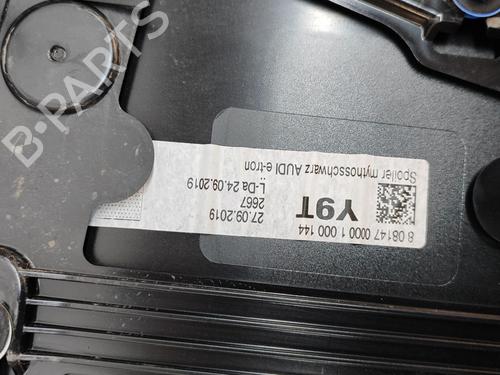 8 08147 0000 1 000 144
Y9T
27.09.2019
2667
L-Da 24.09.2019
Spoiler mythosschwarz AUDI e-tron
B-PARTS